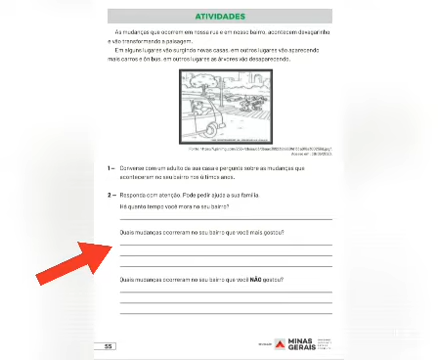 ATIVIDADES
As mudanças que ocorrem em nossa rua e em nosso bairro, acontecem devagarinho
e vão transformando a paisagem.
Em alguns lugares vão surgindo novas casas, em outros lugares vão aparecendo
mais carros e ônibus, em outros lugares as árvores vão desaparecendo.
1 – Converse com um adulto da sua casa e pergunte sobre as mudanças que
aconteceram no seu bairro nos últimos anos.
2 – Responda com atenção. Pode pedir ajuda a sua família.
Há quanto tempo você mora no seu bairro?
Quais mudanças ocorreram no seu bairro que você mais gostou?
Quais mudanças ocorreram no seu bairro que você NÃO gostou?
55
MINAS
GERAIS